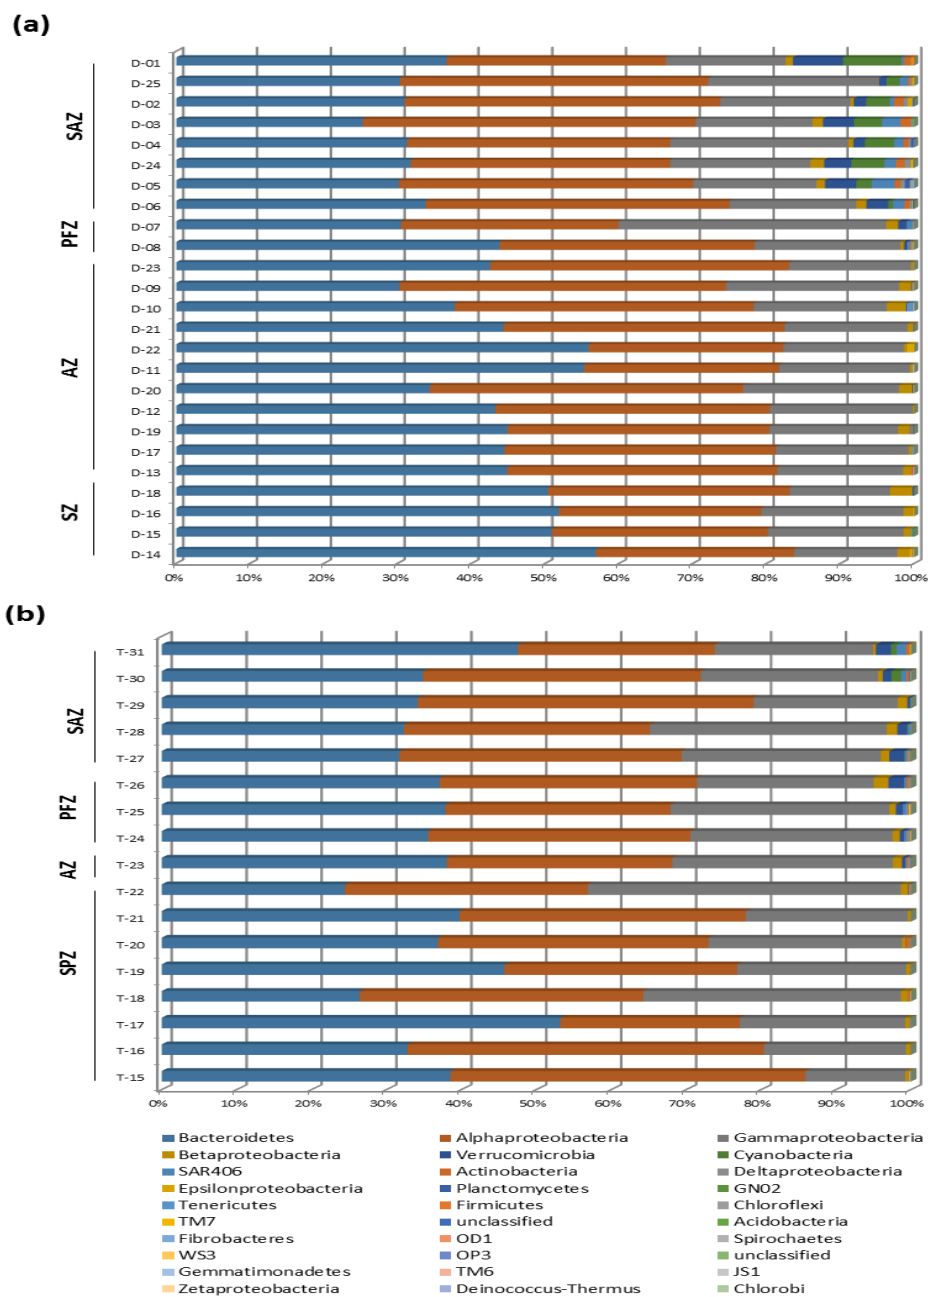 (a)
SAZ
PFZ
AZ
SZ
D-01
D-25
D-02
D-03
D-04
D-24
D-05
D-06
D-07
D-08
D-23
D-09
D-10
D-21
D-22
D-11
D-20
D-12
D-19
D-17
D-13
D-18
D-16
D-15
D-14
0% 10% 20% 30% 40% 50% 60% 70% 80% 90% 100%
(b)
SAZ
PFZ
AZ
SPZ
T-31
T-30
T-29
T-28
T-27
T-26
T-25
T-24
T-23
T-22
T-21
T-20
T-19
T-18
T-17
T-16
T-15
0% 10% 20% 30% 40% 50% 60% 70% 80% 90% 100%
Bacteroidetes Alphaproteobacteria Gammaproteobacteria
Betaproteobacteria Verrucomicrobia Cyanobacteria
SAR406 Actinobacteria Deltaproteobacteria
Epsilonproteobacteria Planctomycetes GN02
Tenericutes Firmicutes Chloroflexi
TM7 unclassified Acidobacteria
Fibrobacteres OD1 Spirochaetes
WS3 OP3 unclassified
Gemmatimonadetes TM6 JS1
Zetaproteobacteria Deinococcus-Thermus Chlorobi